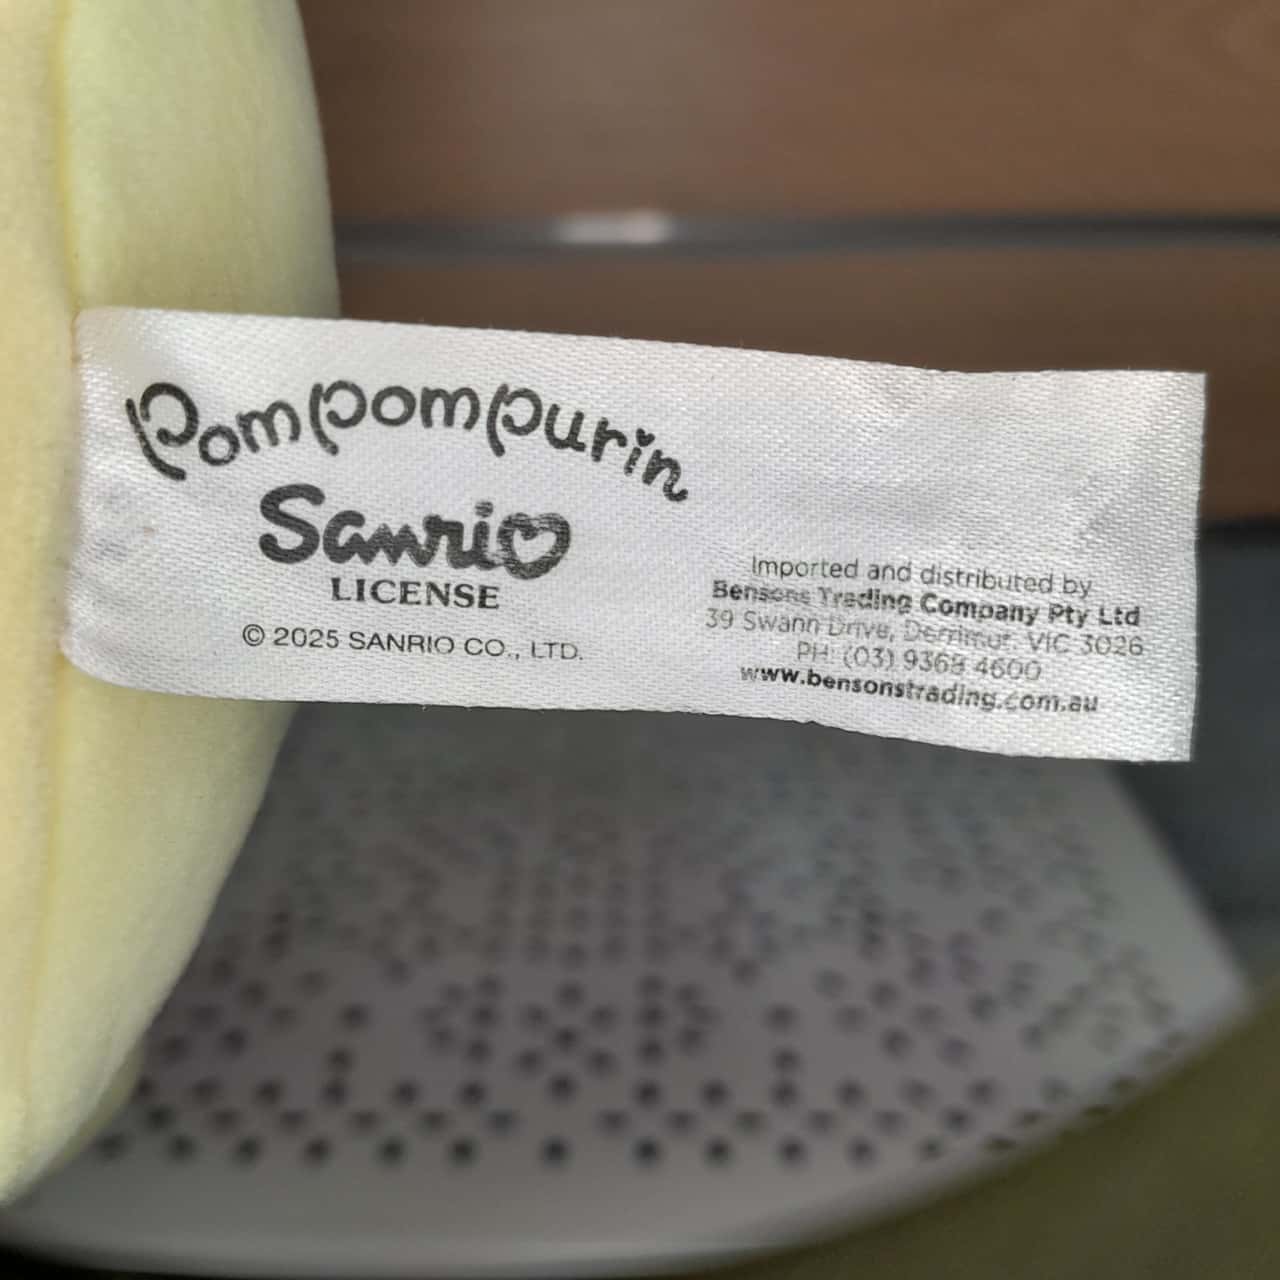 Pompompurin
Sanrio
LICENSE
© 2025 SANRIO CO., LTD.
Imported and distributed by
Bensons Trading Company Pty Ltd
39 Swann Drive, Derrimut, VIC 3026
PH: (03) 9368 4600
www.bensonstrading.com.au